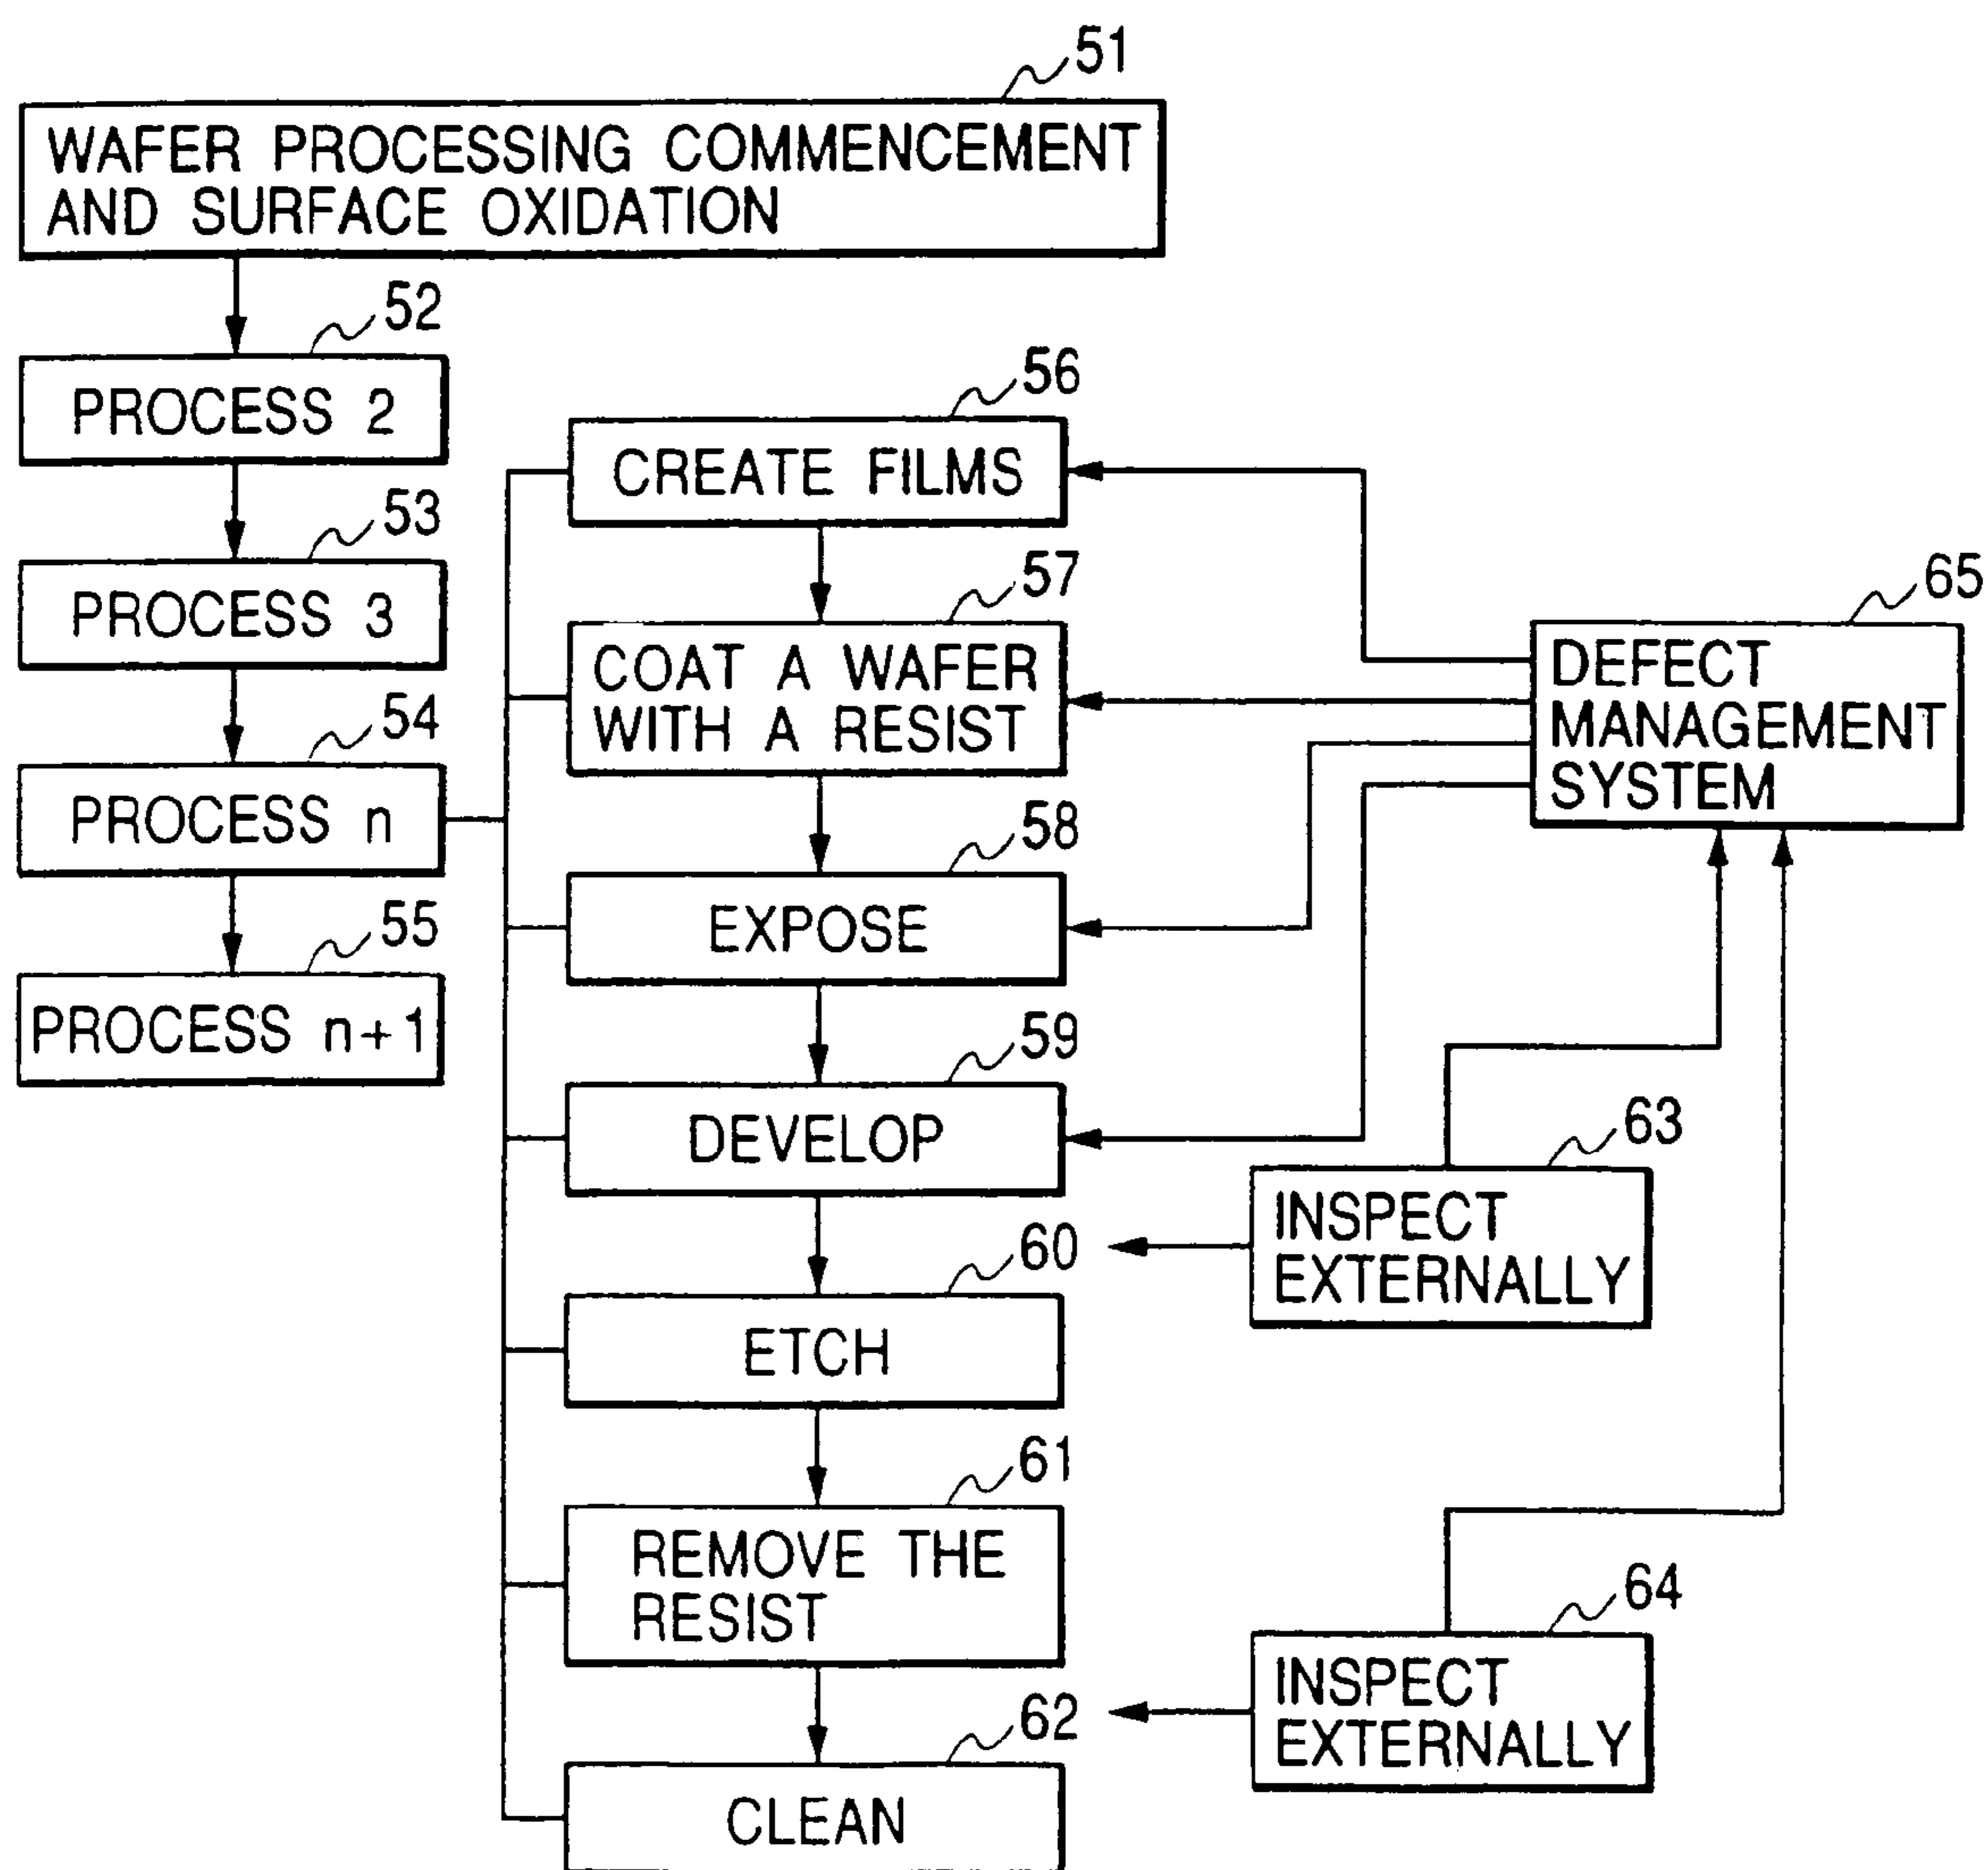 51
WAFER PROCESSING COMMENCEMENT
AND SURFACE OXIDATION
52
PROCESS 2
53
PROCESS 3
54
PROCESS n
55
PROCESS n+1
56
CREATE FILMS
57
COAT A WAFER
WITH A RESIST
58
EXPOSE
59
DEVELOP
60
ETCH
61
REMOVE THE
RESIST
62
CLEAN
65
DEFECT
MANAGEMENT
SYSTEM
63
INSPECT
EXTERNALLY
64
INSPECT
EXTERNALLY